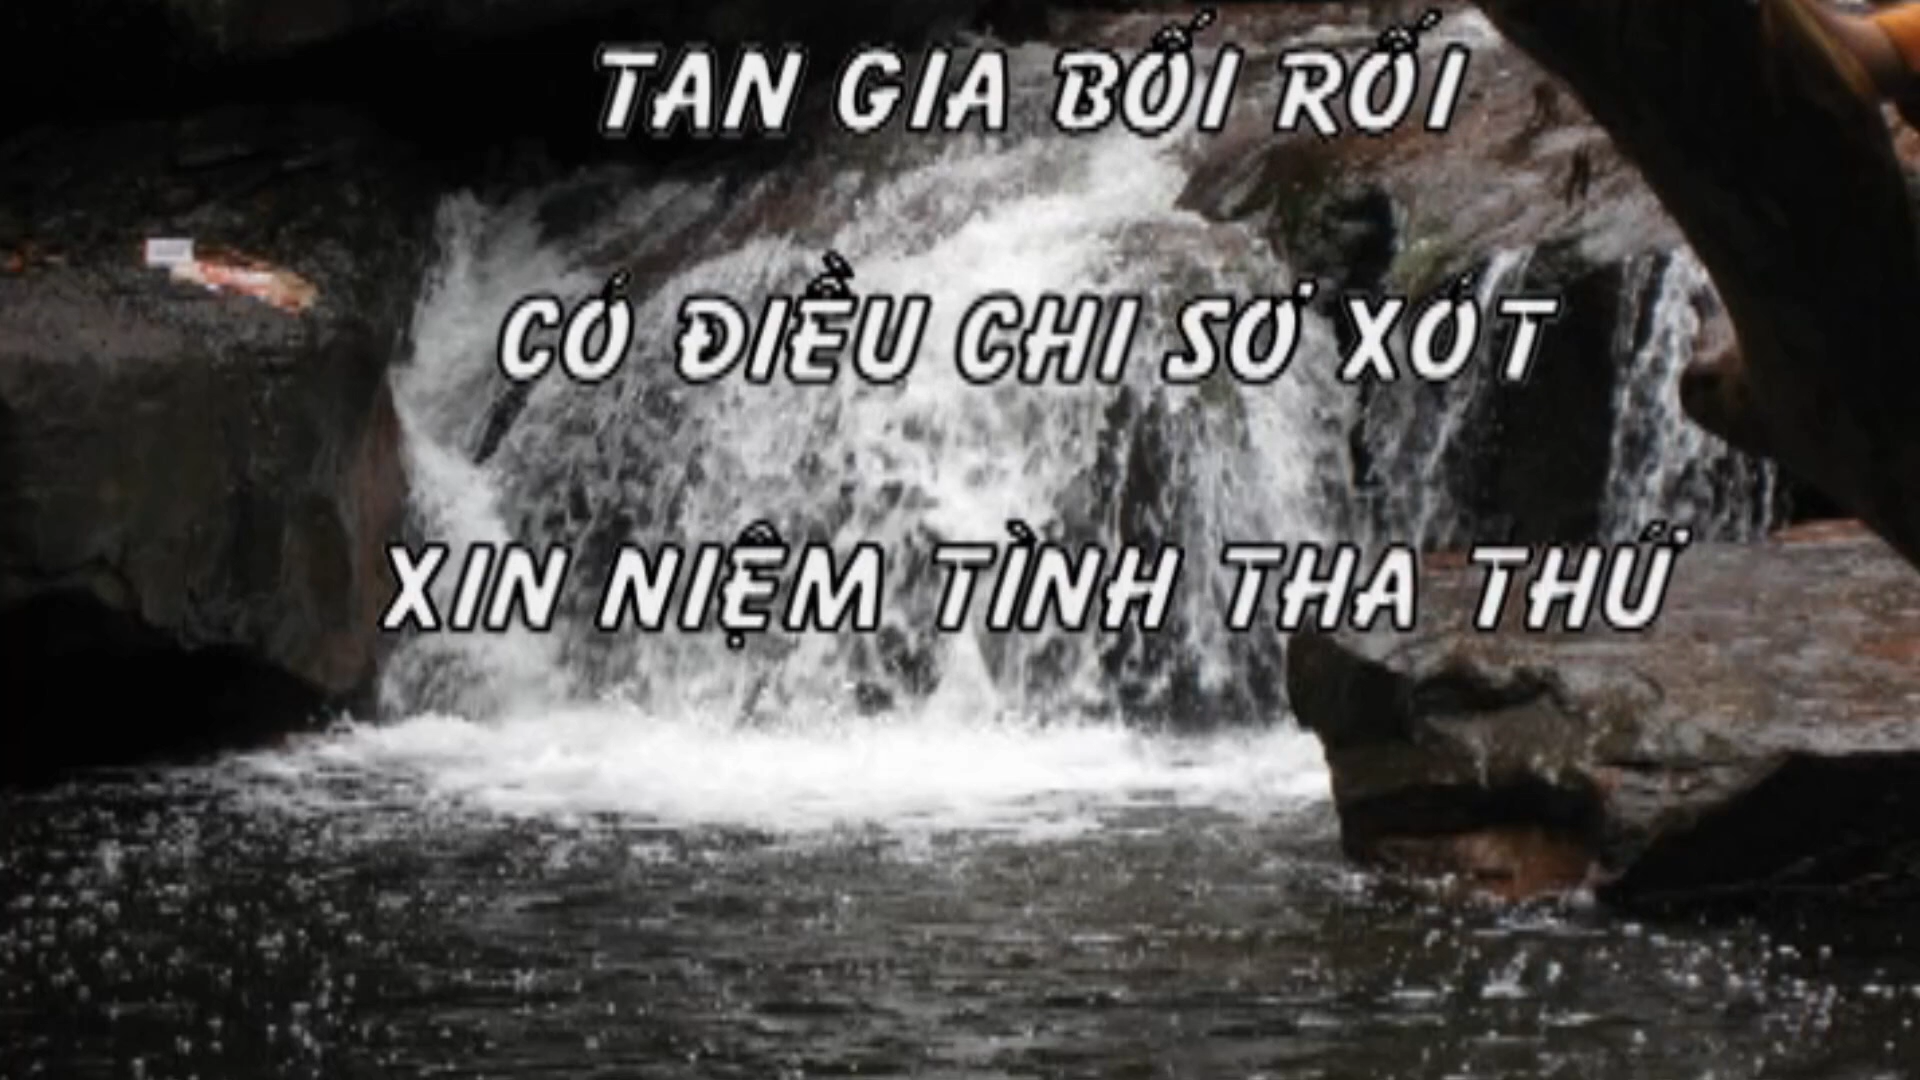 TAN GIA BỐI RỐI
CÓ ĐIỀU CHI SƠ XÓT
XIN NIỆM TÌNH THA THỨ